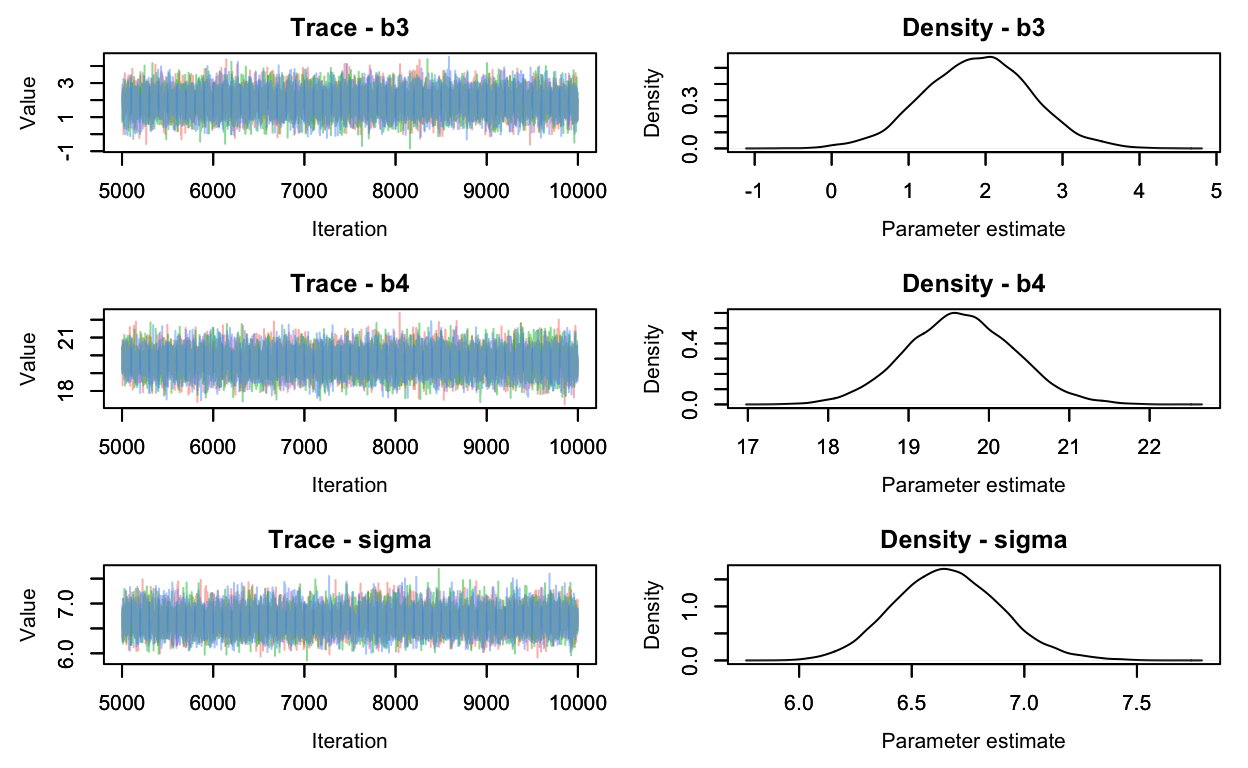 Trace - b3
Value
-1 1 3
5000 6000 7000 8000 9000 10000
Iteration
Density - b3
Density
0.0 0.3
-1 0 1 2 3 4 5
Parameter estimate
Trace - b4
Value
18 21
5000 6000 7000 8000 9000 10000
Iteration
Density - b4
Density
0.0 0.4
17 18 19 20 21 22
Parameter estimate
Trace - sigma
Value
6.0 7.0
5000 6000 7000 8000 9000 10000
Iteration
Density - sigma
Density
0.0 1.0
6.0 6.5 7.0 7.5
Parameter estimate